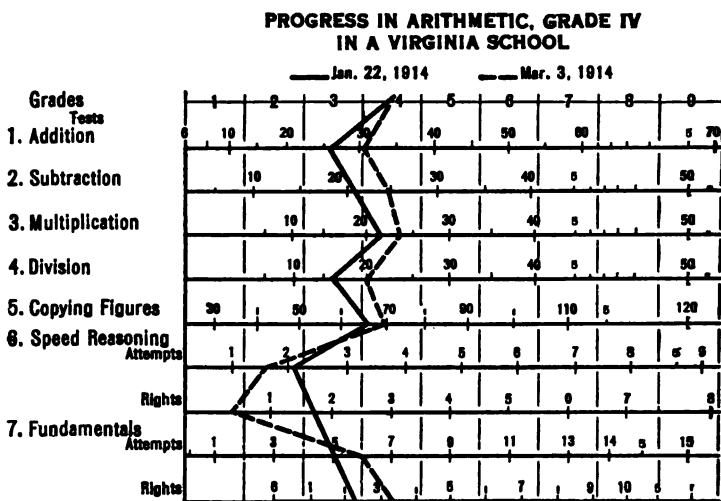 PROGRESS IN ARITHMETIC, GRADE IV
IN A VIRGINIA SCHOOL
Jan. 22, 1914 Mar. 3, 1914
Grades 1 2 3 4 5 6 7 8 9
Tests
1. Addition 0 10 20 30 40 50 60 s 70
2. Subtraction 10 20 30 40 s 50
3. Multiplication 10 20 30 40 s 50
4. Division 10 20 30 40 s 50
5. Copying Figures 30 50 70 90 110 s 120
6. Speed Reasoning
Attempts 1 2 3 4 5 6 7 8 s 9
Rights 1 2 3 4 5 6 7 8
7. Fundamentals
Attempts 1 3 5 7 9 11 13 14 s 15
Rights 1 3 5 7 9 10 s